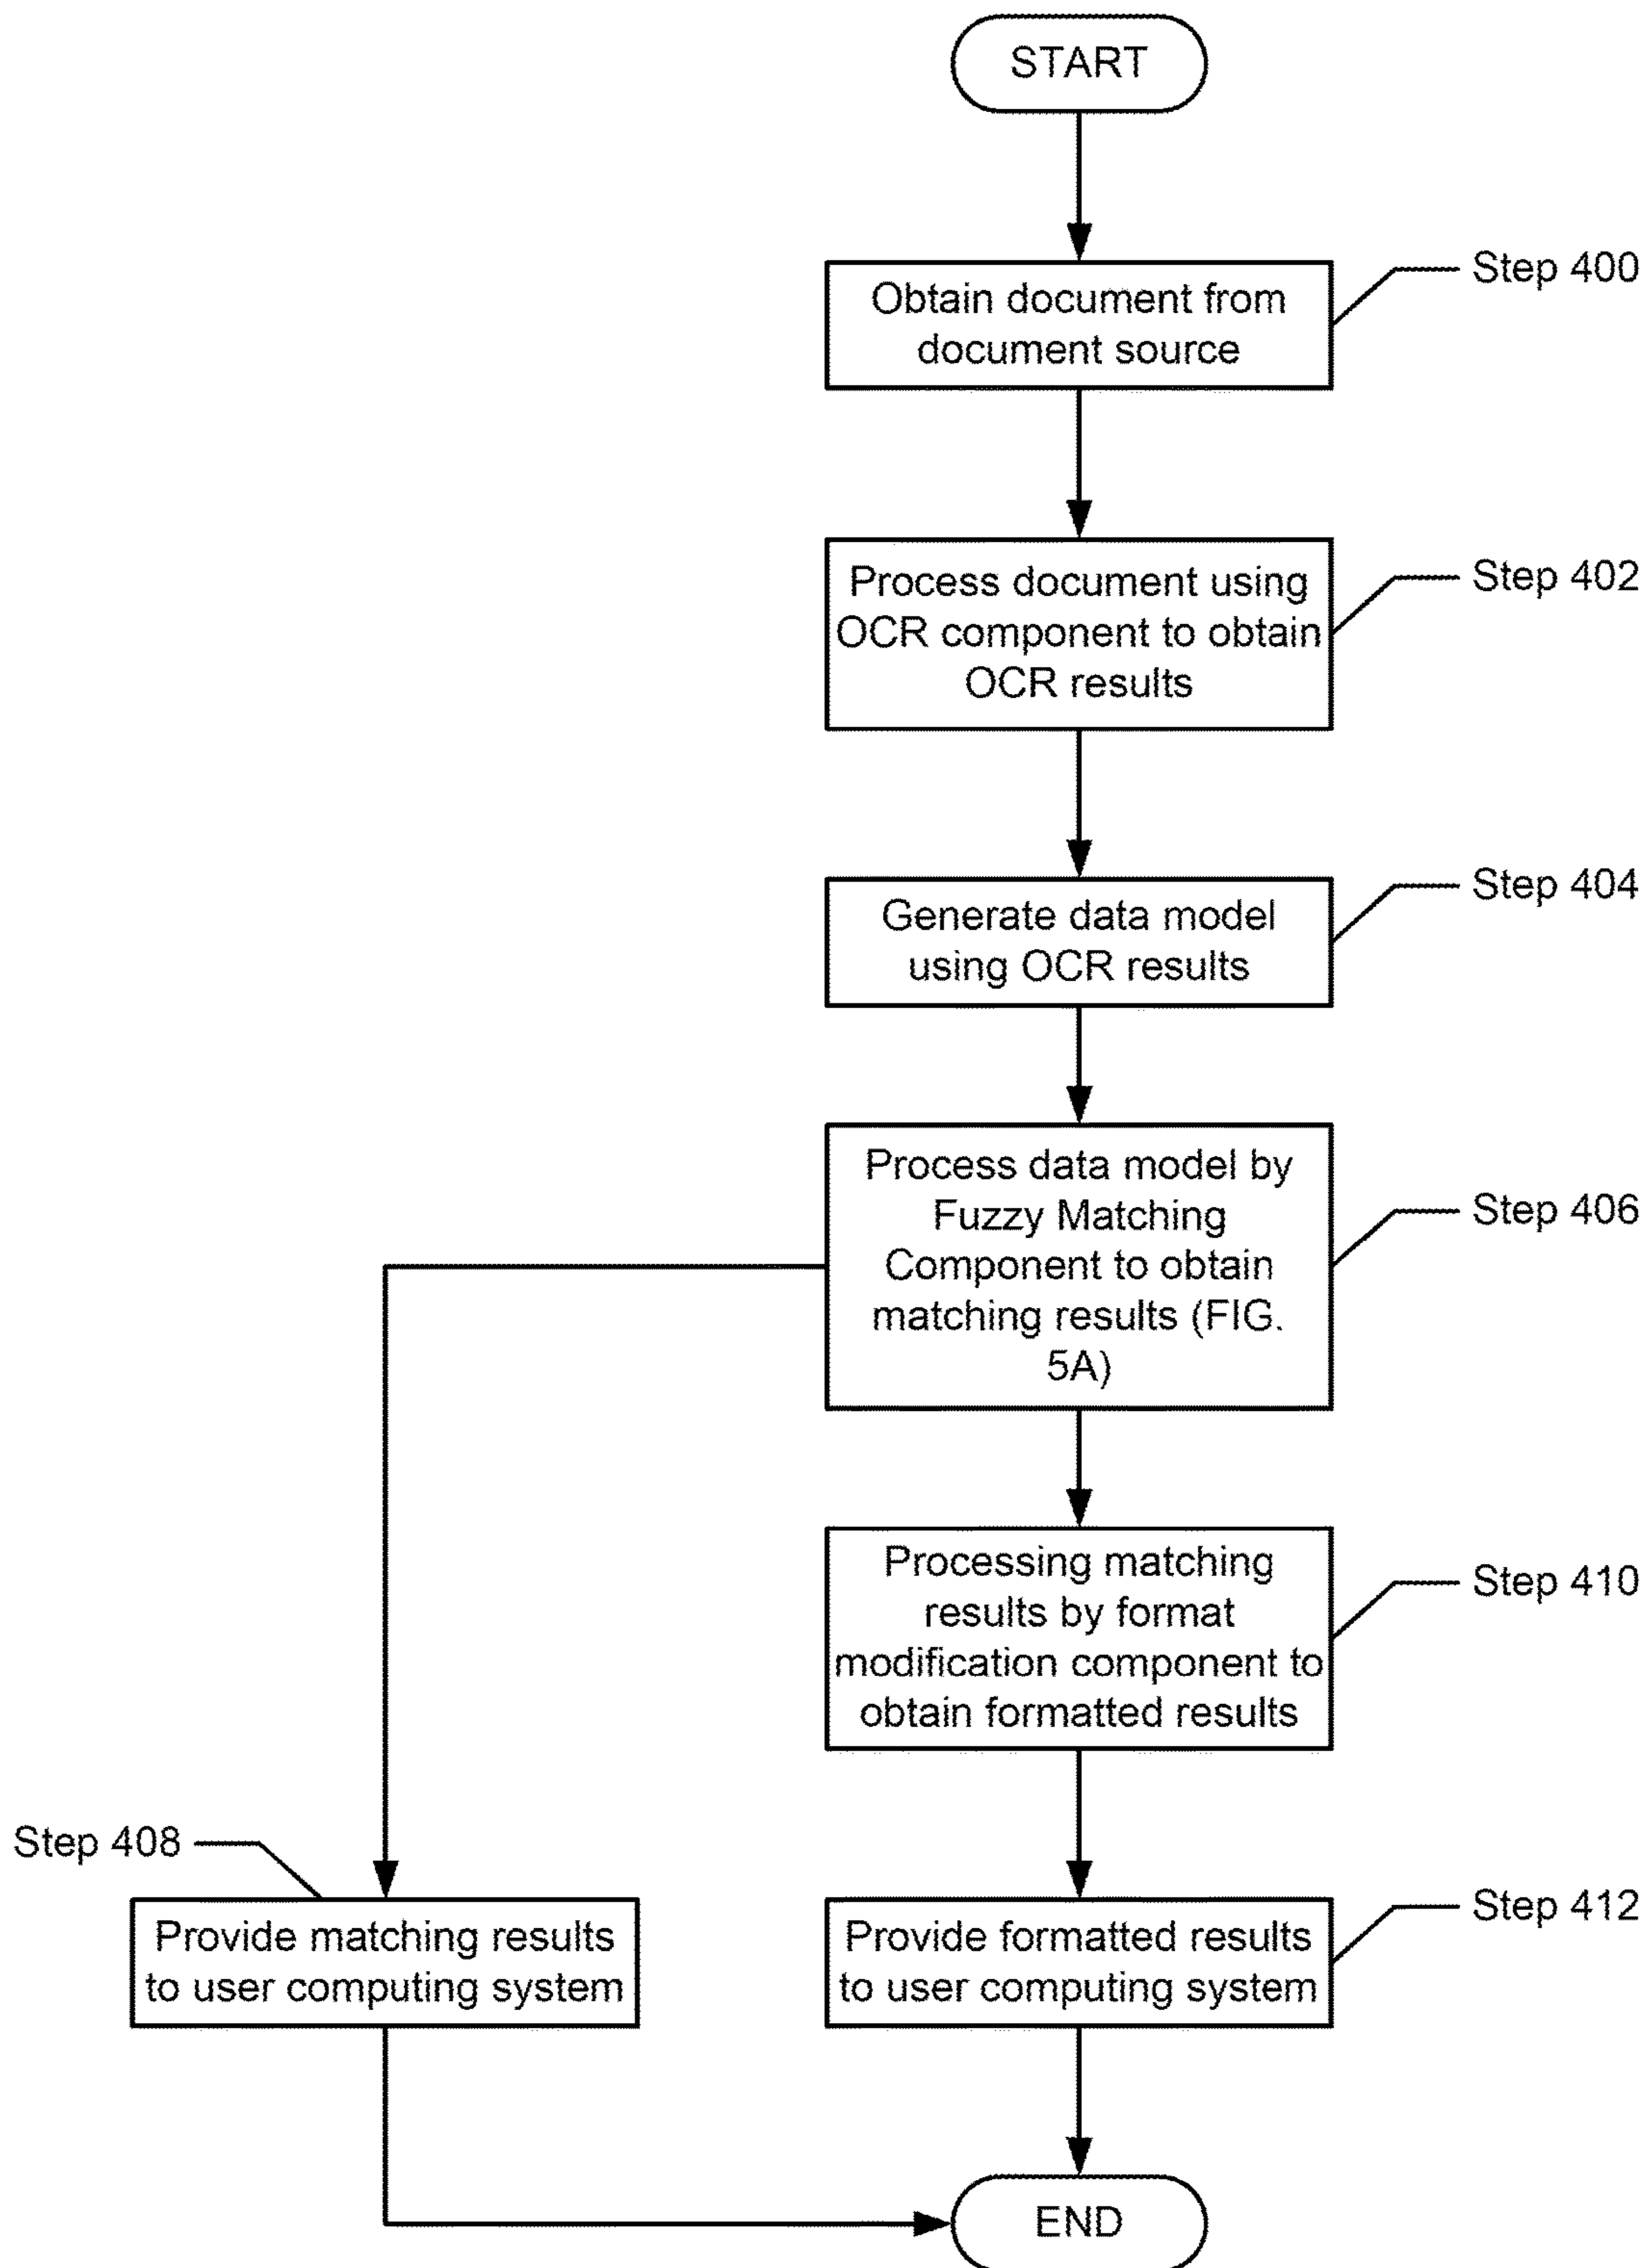 START
Step 400
Obtain document from
document source
Step 402
Process document using
OCR component to obtain
OCR results
Step 404
Generate data model
using OCR results
Step 406
Process data model by
Fuzzy Matching
Component to obtain
matching results (FIG.
5A)
Step 410
Processing matching
results by format
modification component to
obtain formatted results
Step 408
Provide matching results
to user computing system
Step 412
Provide formatted results
to user computing system
END